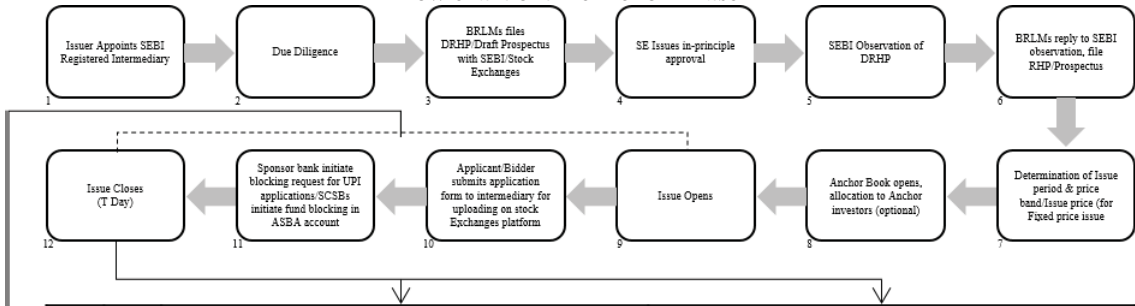 Issuer Appoints SEBI
Registered Intermediary
1
Due Diligence
2
BRLMs files
DRHP/Draft Prospectus
with SEBI/Stock
Exchanges
3
SE Issues in-principle
approval
4
SEBI Observation of
DRHP
5
BRLMs reply to SEBI
observation, file
RHP/Prospectus
6
Determination of Issue
period & price
band/Issue price (for
Fixed price issue
7
Anchor Book opens,
allocation to Anchor
investors (optional)
8
Issue Opens
9
Applicant/Bidder
submits application
form to intermediary for
uploading on stock
Exchanges platform
10
Sponsor bank initiate
blocking request for UPI
applications/SCSBs
initiate fund blocking in
ASBA account
11
Issue Closes
(T Day)
12